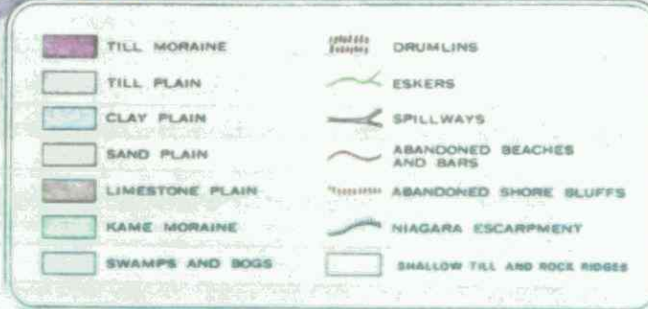 TILL MORAINE
TILL PLAIN
CLAY PLAIN
SAND PLAIN
LIMESTONE PLAIN
KAME MORAINE
SWAMPS AND BOGS
DRUMLINS
ESKERS
SPILLWAYS
ABANDONED BEACHES
AND BARS
ABANDONED SHORE BLUFFS
NIAGARA ESCARPMENT
SHALLOW TILL AND ROCK RIDGES